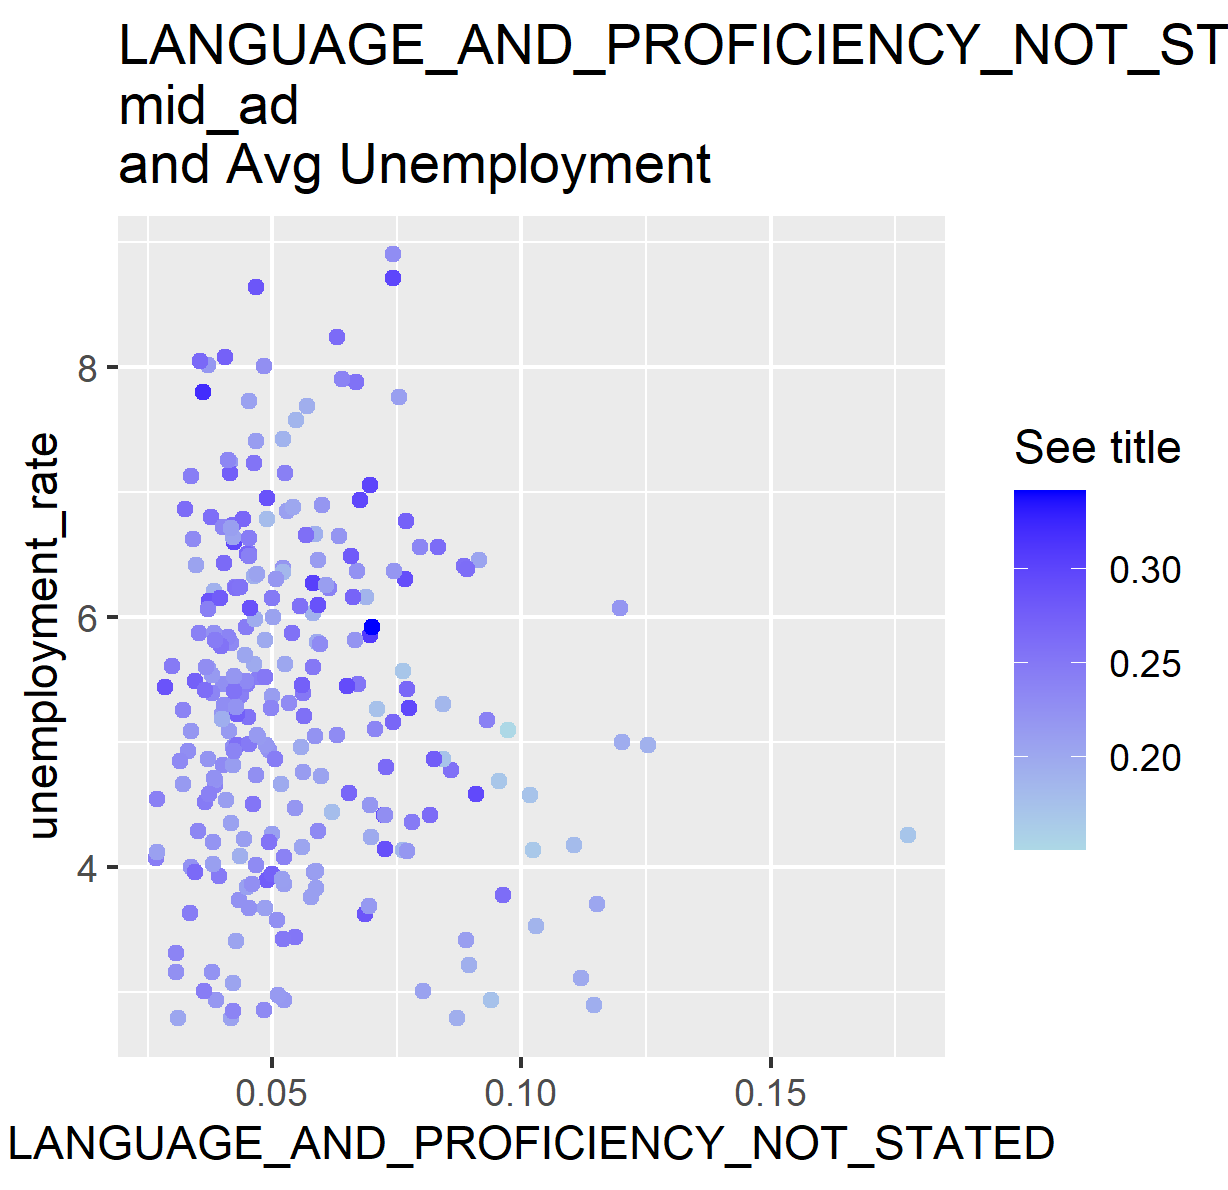 LANGUAGE_AND_PROFICIENCY_NOT_ST
mid_ad
and Avg Unemployment
8
6
4
unemployment_rate
0.05
0.10
0.15
LANGUAGE_AND_PROFICIENCY_NOT_STATED
See title
0.30
0.25
0.20